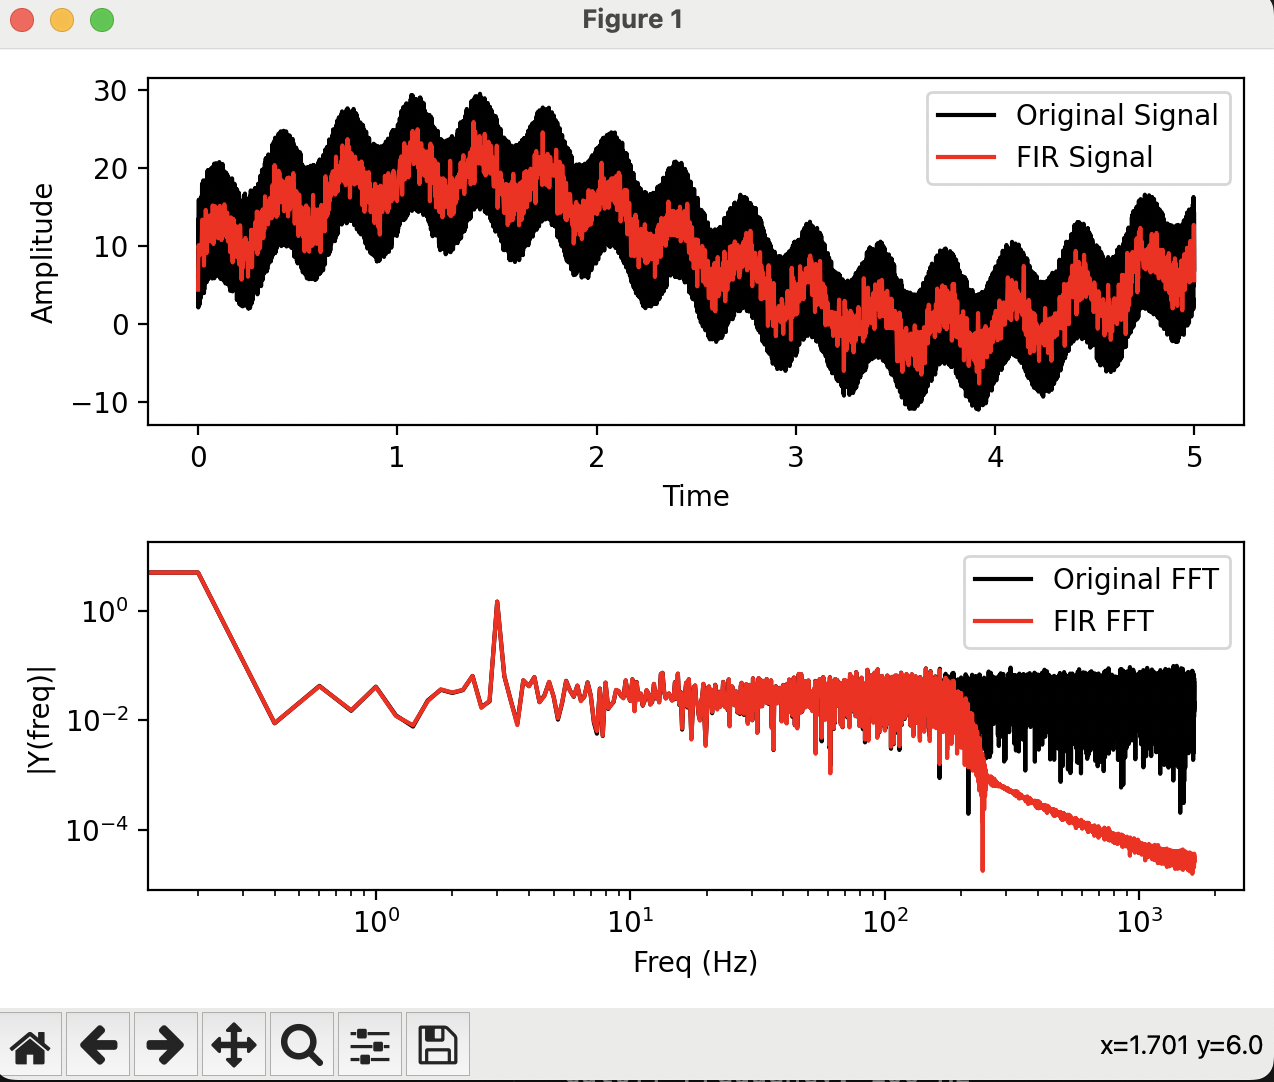 Figure 1
30
20
10
0
−10
Amplitude
Original Signal
FIR Signal
0 1 2 3 4 5
Time
10⁰
10⁻²
10⁻⁴
|Y(freq)|
Original FFT
FIR FFT
10⁰ 10¹ 10² 10³
Freq (Hz)
x=1.701 y=6.0